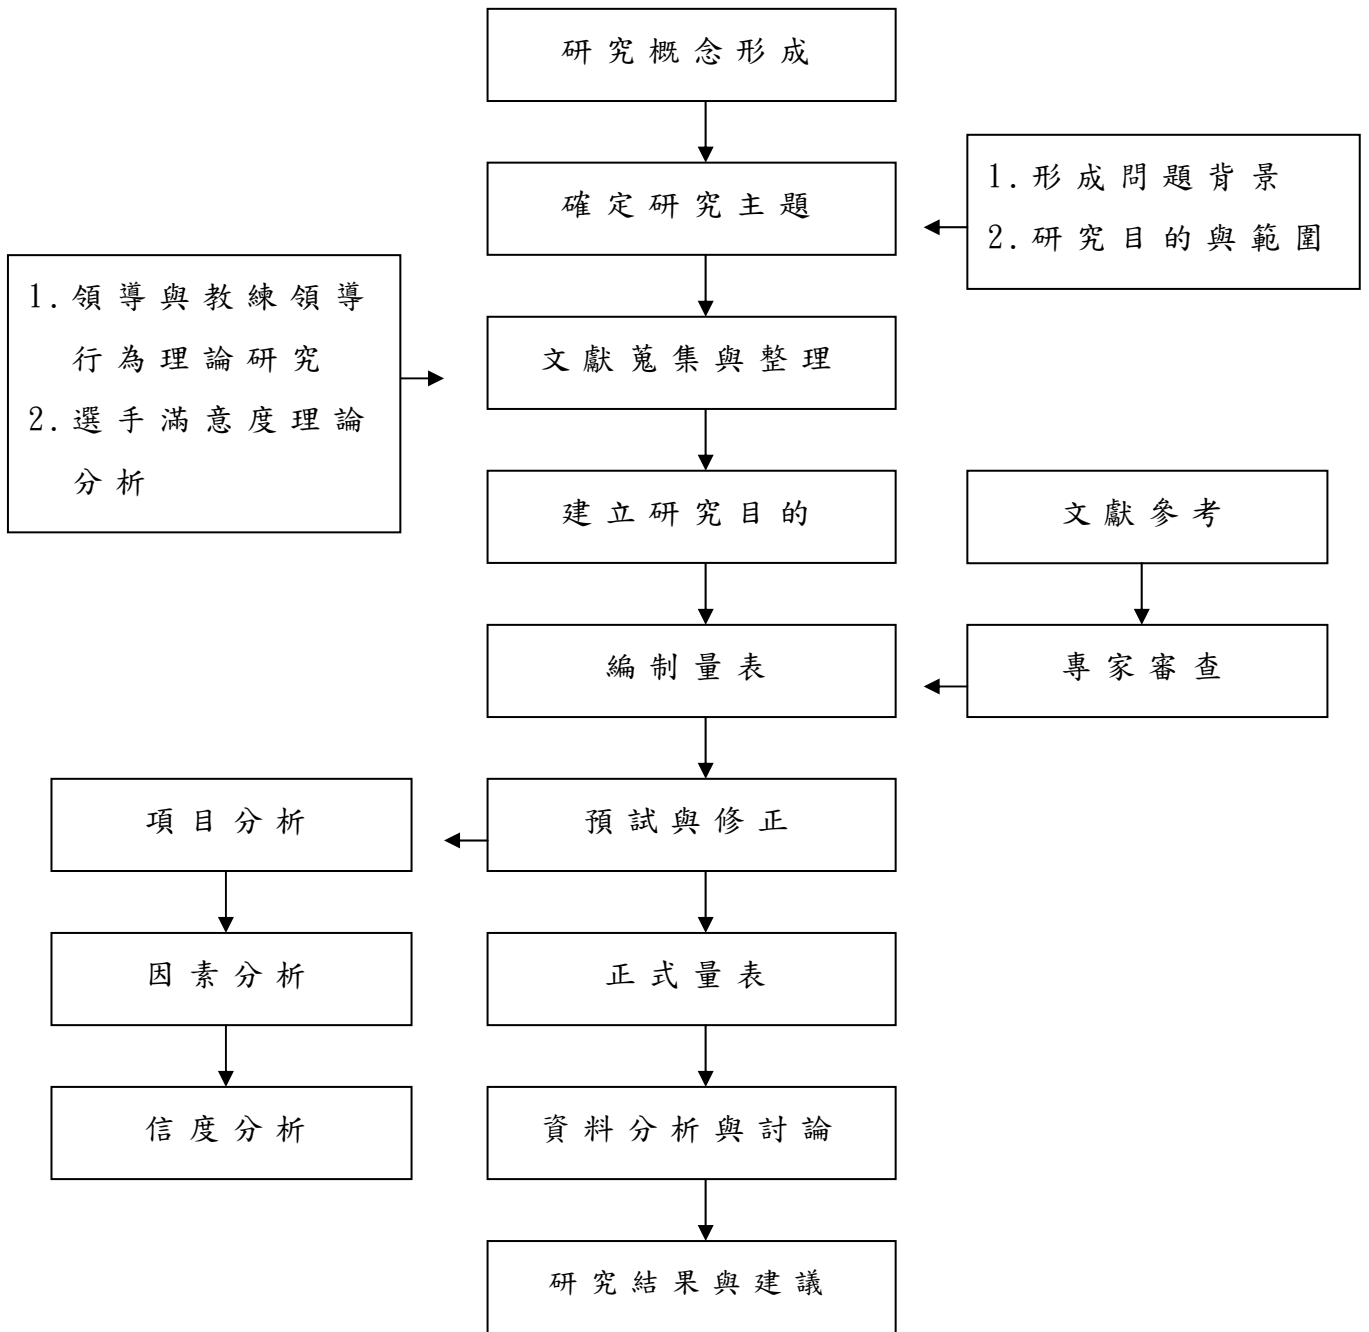 研究概念形成
確定研究主題
1.形成問題背景
2.研究目的與範圍
1.領導與教練領導
行為理論研究
2.選手滿意度理論
分析
文獻蒐集與整理
建立研究目的
文獻參考
編制量表
專家審查
項目分析
預試與修正
因素分析
正式量表
信度分析
資料分析與討論
研究結果與建議